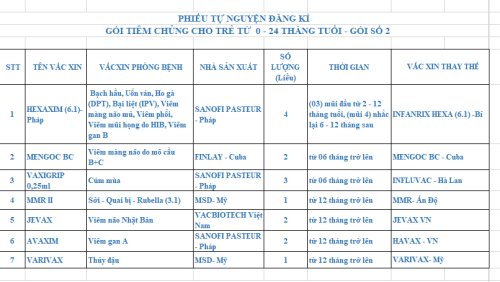 PHIẾU TỰ NGUYỆN ĐĂNG KÍ
GÓI TIÊM CHỦNG CHO TRẺ TỪ 0 - 24 THÁNG TUỔI - GÓI SỐ 2
STT TÊN VẮC XIN VẮCXIN PHÒNG BỆNH NHÀ SẢN XUẤT SỐ LƯỢNG (Liều) THỜI GIAN VẮC XIN THAY THẾ
1 HEXAXIM (6.1)- Pháp Bạch hầu, Uốn ván, Ho gà (DPT), Bại liệt (IPV), Viêm màng não mủ, Viêm phổi, Viêm mũi họng do HIB, Viêm gan B SANOFI PASTEUR - Pháp 4 (03) mũi đầu từ 2 - 12 tháng tuổi, (mũi 4) nhắc lại 6 - 12 tháng sau INFANRIX HEXA (6.1) -Bỉ
2 MENGOC BC Viêm màng não do mô cầu B+C FINLAY - Cuba 2 từ 06 tháng trở lên MENGOC BC - Cuba
3 VAXIGRIP 0,25ml Cúm mùa SANOFI PASTEUR - Pháp 3 từ 06 tháng trở lên INFLUVAC - Hà Lan
4 MMR II Sởi - Quai bị - Rubella (3.1) MSD- Mỹ 1 từ 12 tháng trở lên MMR- Ấn Độ
5 JEVAX Viêm não Nhật Bản VACBIOTECH Việt Nam 2 từ 12 tháng trở lên JEVAX VN
6 AVAXIM Viêm gan A SANOFI PASTEUR - Pháp 2 từ 12 tháng trở lên HAVAX - VN
7 VARIVAX Thủy đậu MSD- Mỹ 1 từ 12 tháng trở lên VARIVAX- Mỹ